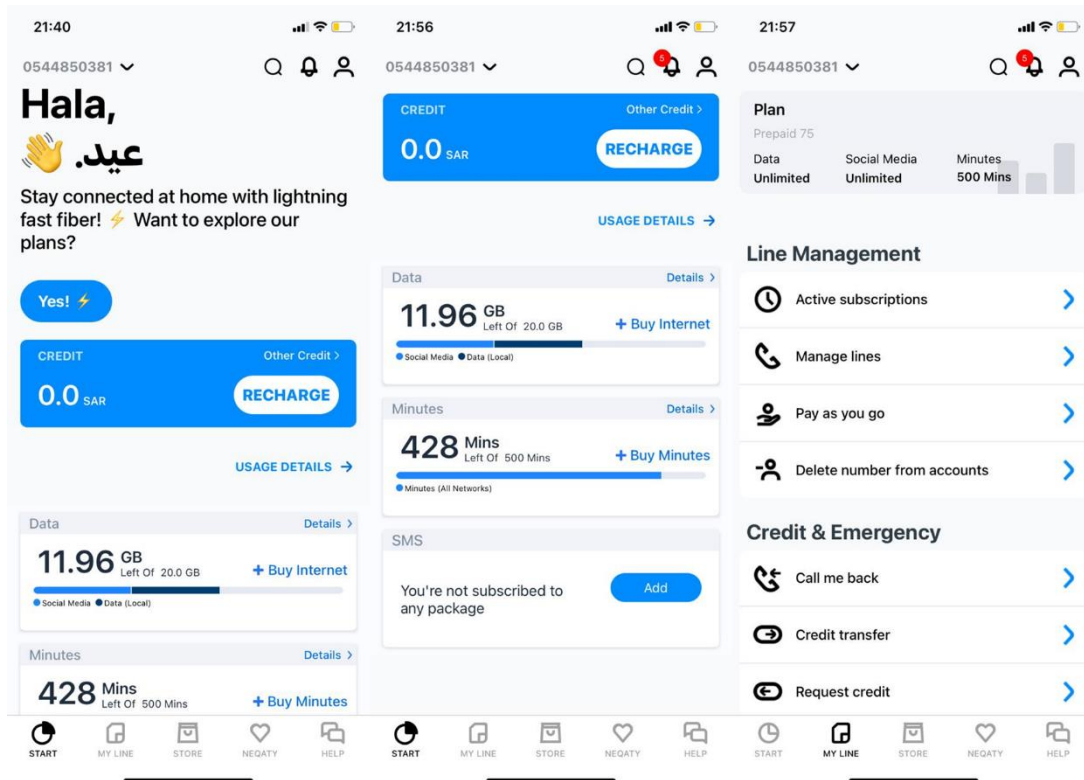 21:40
0544850381
Hala,
عيد. 👋
Stay connected at home with lightning
fast fiber! ⚡ Want to explore our
plans?
Yes! ⚡
CREDIT
Other Credit >
0.0 SAR
RECHARGE
USAGE DETAILS →
Data
Details >
11.96 GB
Left Of 20.0 GB
+ Buy Internet
Social Media Data (Local)
Minutes
Details >
428 Mins
Left Of 500 Mins
+ Buy Minutes
START
MY LINE
STORE
NEQATY
HELP
21:56
0544850381
5
CREDIT
Other Credit >
0.0 SAR
RECHARGE
USAGE DETAILS →
Data
Details >
11.96 GB
Left Of 20.0 GB
+ Buy Internet
Social Media Data (Local)
Minutes
Details >
428 Mins
Left Of 500 Mins
+ Buy Minutes
Minutes (All Networks)
SMS
You're not subscribed to
any package
Add
START
MY LINE
STORE
NEQATY
HELP
21:57
0544850381
5
Plan
Prepaid 75
Data Social Media Minutes
Unlimited Unlimited 500 Mins
Line Management
Active subscriptions
Manage lines
Pay as you go
Delete number from accounts
Credit & Emergency
Call me back
Credit transfer
Request credit
START
MY LINE
STORE
NEQATY
HELP